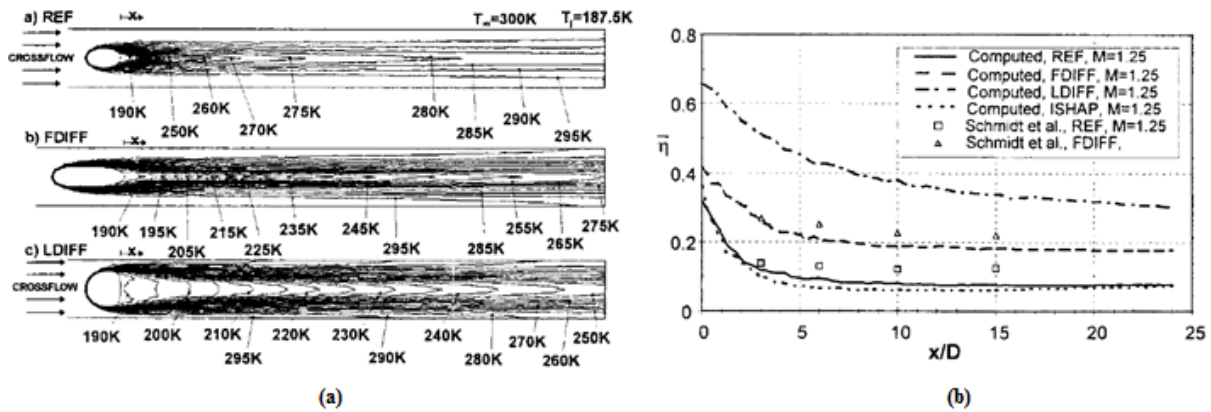 a) REF
x
T∞=300K
Tj=187.5K
CROSSFLOW
190K
250K
260K
270K
275K
280K
285K
290K
295K
b) FDIFF
x
190K
195K
205K
215K
225K
235K
245K
295K
255K
285K
265K
275K
c) LDIFF
x
CROSSFLOW
190K
200K
210K
295K
220K
230K
290K
240K
280K
270K
260K
250K
(a)
0.8
0.6
0.4
0.2
0
η̅
0
5
10
15
20
25
x/D
Computed, REF, M=1.25
Computed, FDIFF, M=1.25
Computed, LDIFF, M=1.25
Computed, ISHAP, M=1.25
Schmidt et al., REF, M=1.25
Schmidt et al., FDIFF,
(b)